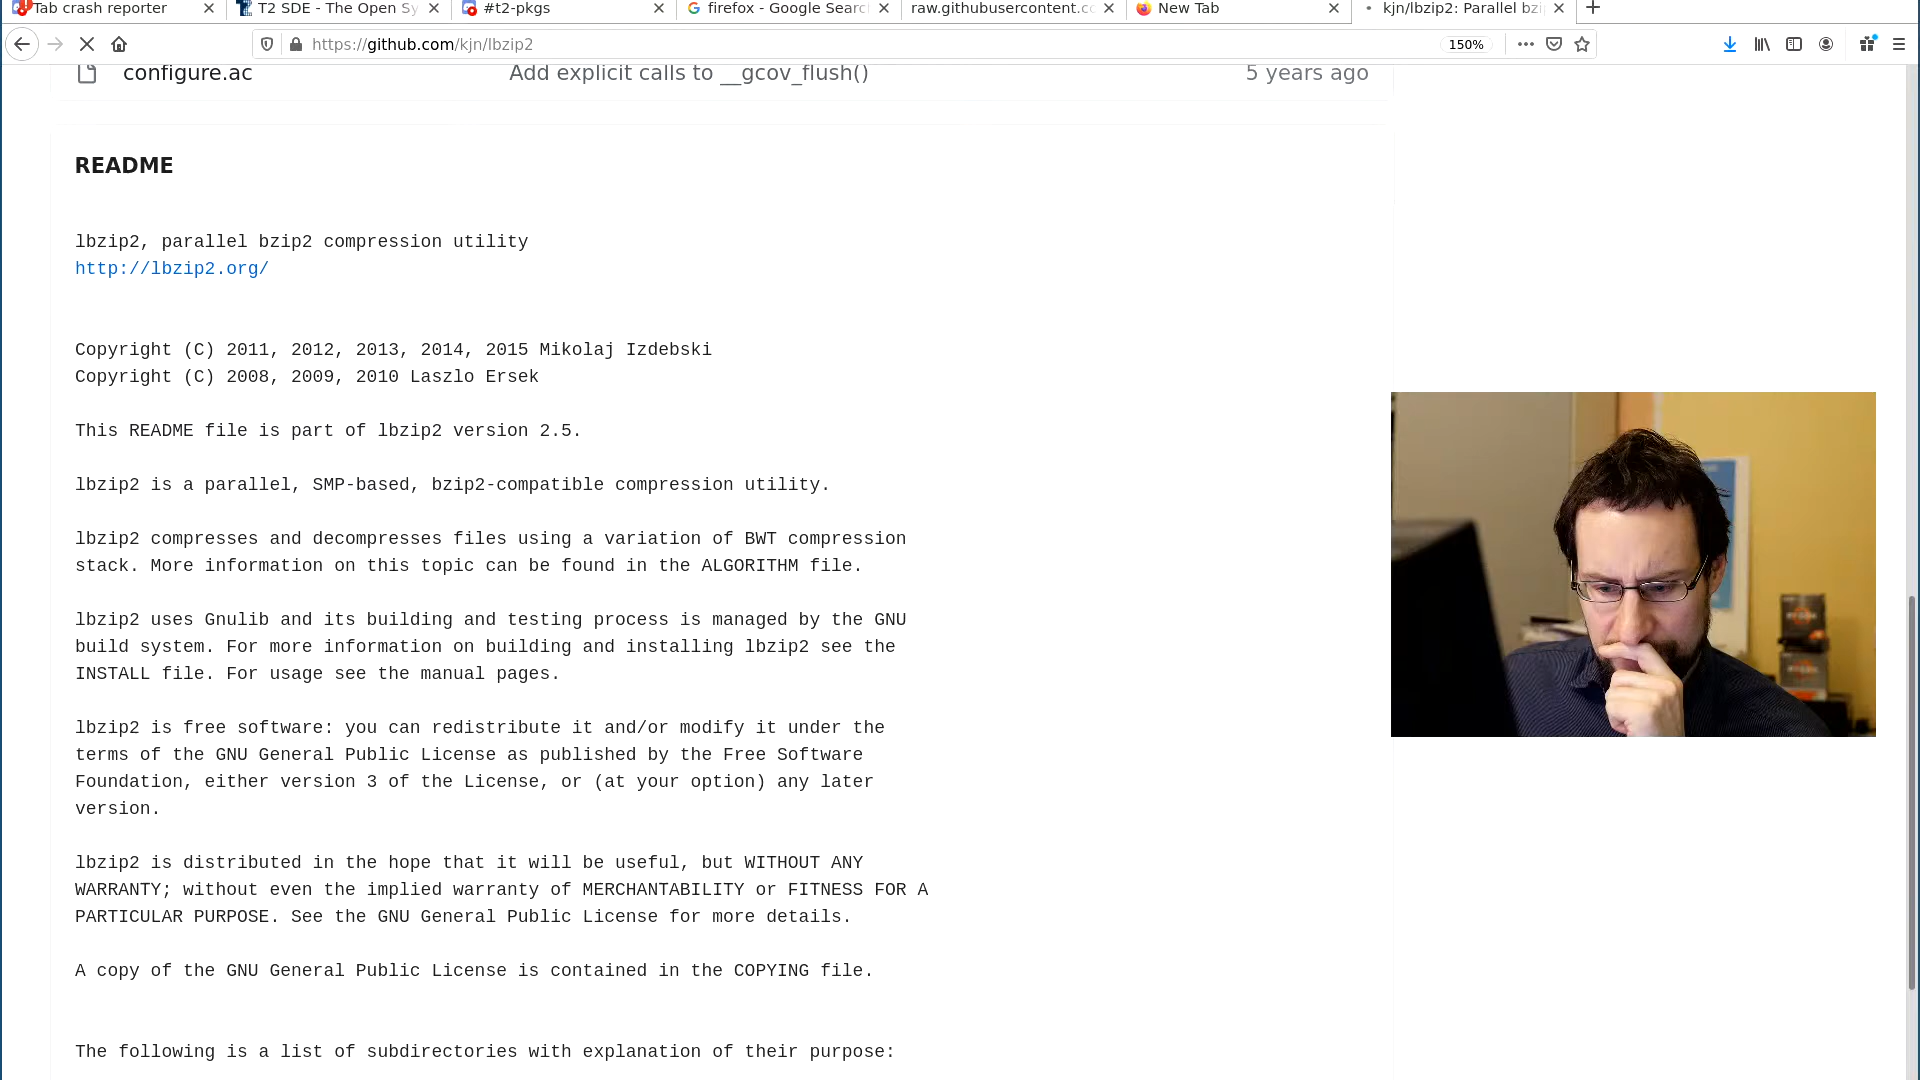 Tab crash reporter
T2 SDE - The Open Sy
#t2-pkgs
firefox - Google Searc
raw.githubusercontent.co
New Tab
kjn/lbzip2: Parallel bzi
https://github.com/kjn/lbzip2
150%
configure.ac Add explicit calls to __gcov_flush() 5 years ago
README
lbzip2, parallel bzip2 compression utility
http://lbzip2.org/
Copyright (C) 2011, 2012, 2013, 2014, 2015 Mikolaj Izdebski
Copyright (C) 2008, 2009, 2010 Laszlo Ersek
This README file is part of lbzip2 version 2.5.
lbzip2 is a parallel, SMP-based, bzip2-compatible compression utility.
lbzip2 compresses and decompresses files using a variation of BWT compression
stack. More information on this topic can be found in the ALGORITHM file.
lbzip2 uses Gnulib and its building and testing process is managed by the GNU
build system. For more information on building and installing lbzip2 see the
INSTALL file. For usage see the manual pages.
lbzip2 is free software: you can redistribute it and/or modify it under the
terms of the GNU General Public License as published by the Free Software
Foundation, either version 3 of the License, or (at your option) any later
version.
lbzip2 is distributed in the hope that it will be useful, but WITHOUT ANY
WARRANTY; without even the implied warranty of MERCHANTABILITY or FITNESS FOR A
PARTICULAR PURPOSE. See the GNU General Public License for more details.
A copy of the GNU General Public License is contained in the COPYING file.
The following is a list of subdirectories with explanation of their purpose: